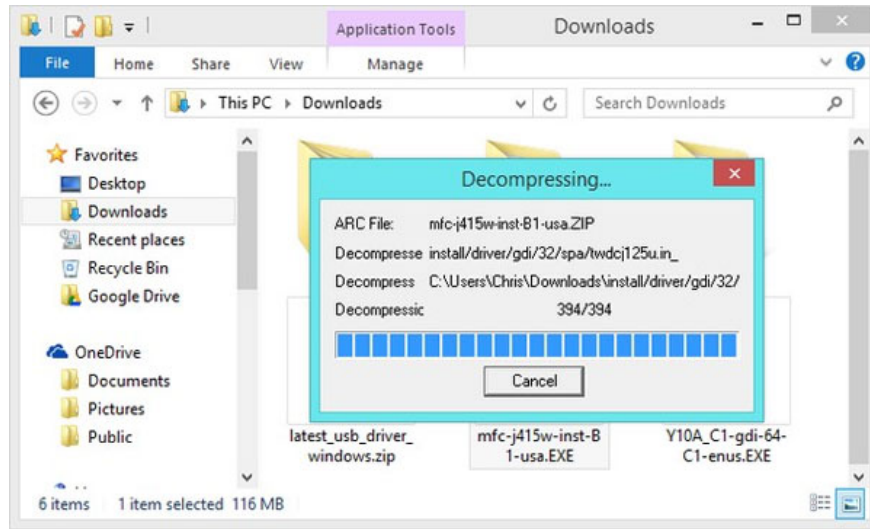 Application Tools
Downloads
File Home Share View Manage
This PC Downloads
Search Downloads
Favorites
Desktop
Downloads
Recent places
Recycle Bin
Google Drive
OneDrive
Documents
Pictures
Public
Decompressing...
ARC File: mfc-j415w-inst-B1-usa.ZIP
Decompresse install/driver/gdi/32/spa/twdcj125u.in_
Decompress C:\Users\Chris\Downloads\install/driver/gdi/32/
Decompressic 394/394
Cancel
latest_usb_driver_
windows.zip
mfc-j415w-inst-B
1-usa.EXE
Y10A_C1-gdi-64-
C1-enus.EXE
6 items 1 item selected 116 MB